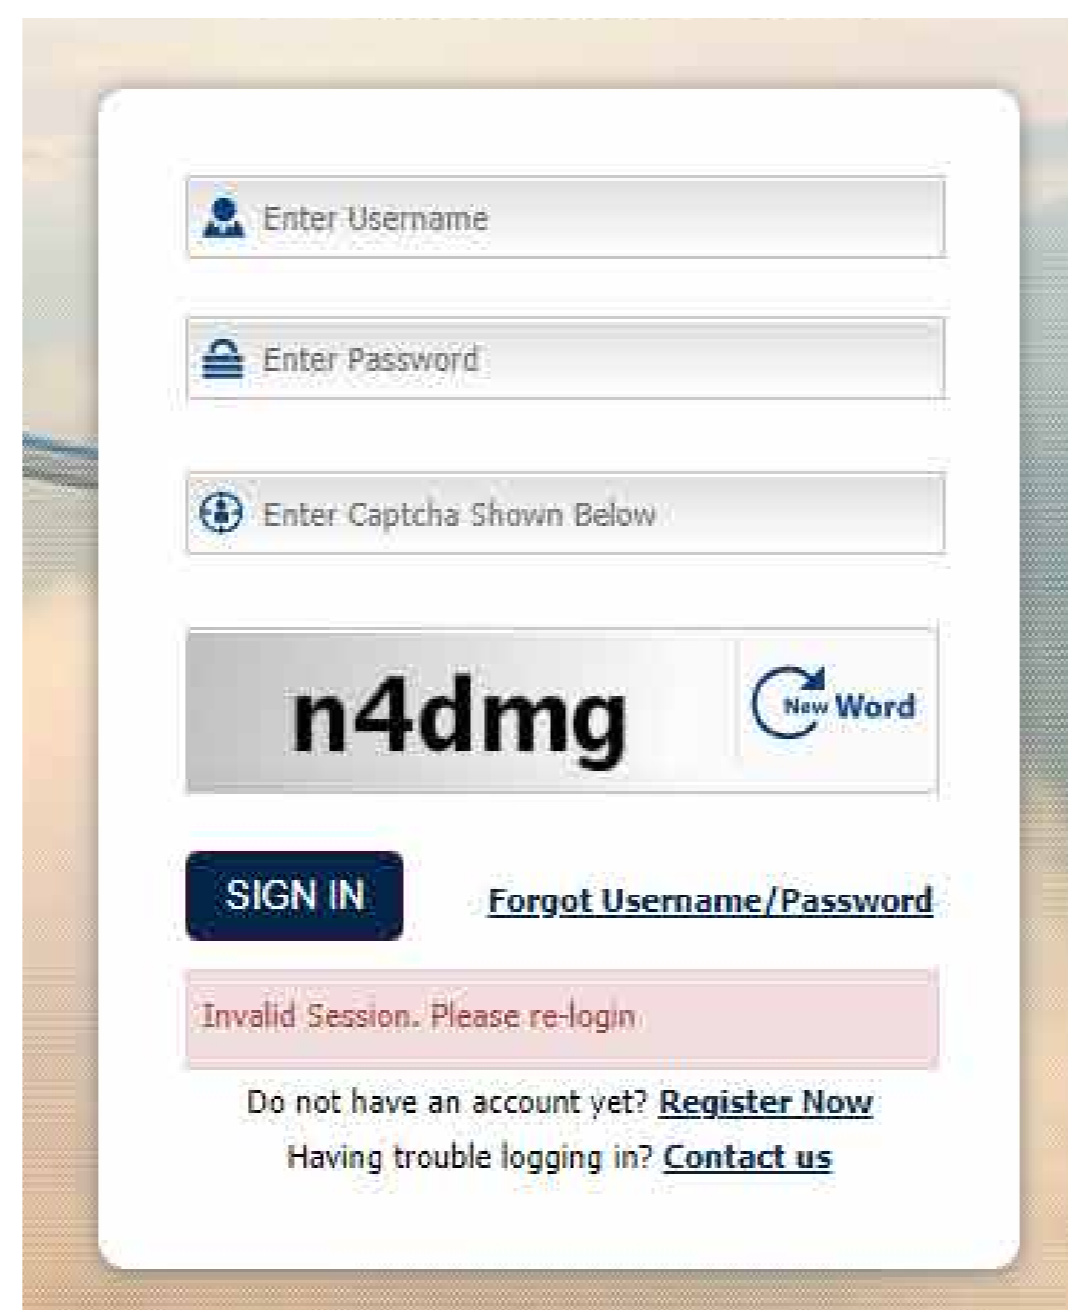 Enter Username
Enter Password
Enter Captcha Shown Below
n4dmg
New Word
SIGN IN
Forgot Username/Password
Invalid Session. Please re-login
Do not have an account yet? Register Now
Having trouble logging in? Contact us